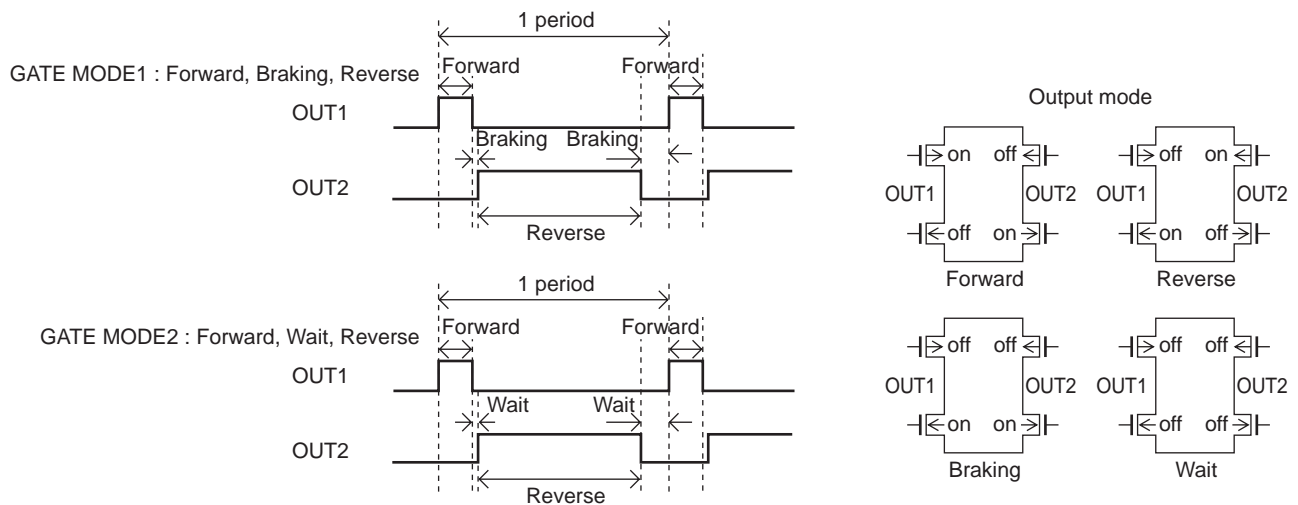 1 period
GATE MODE1 : Forward, Braking, Reverse
Forward
Forward
OUT1
Braking
Braking
OUT2
Reverse
1 period
GATE MODE2 : Forward, Wait, Reverse
Forward
Forward
OUT1
Wait
Wait
OUT2
Reverse
Output mode
on off
OUT1 OUT2
off on
Forward
off on
OUT1 OUT2
on off
Reverse
off off
OUT1 OUT2
on on
Braking
off off
OUT1 OUT2
off off
Wait